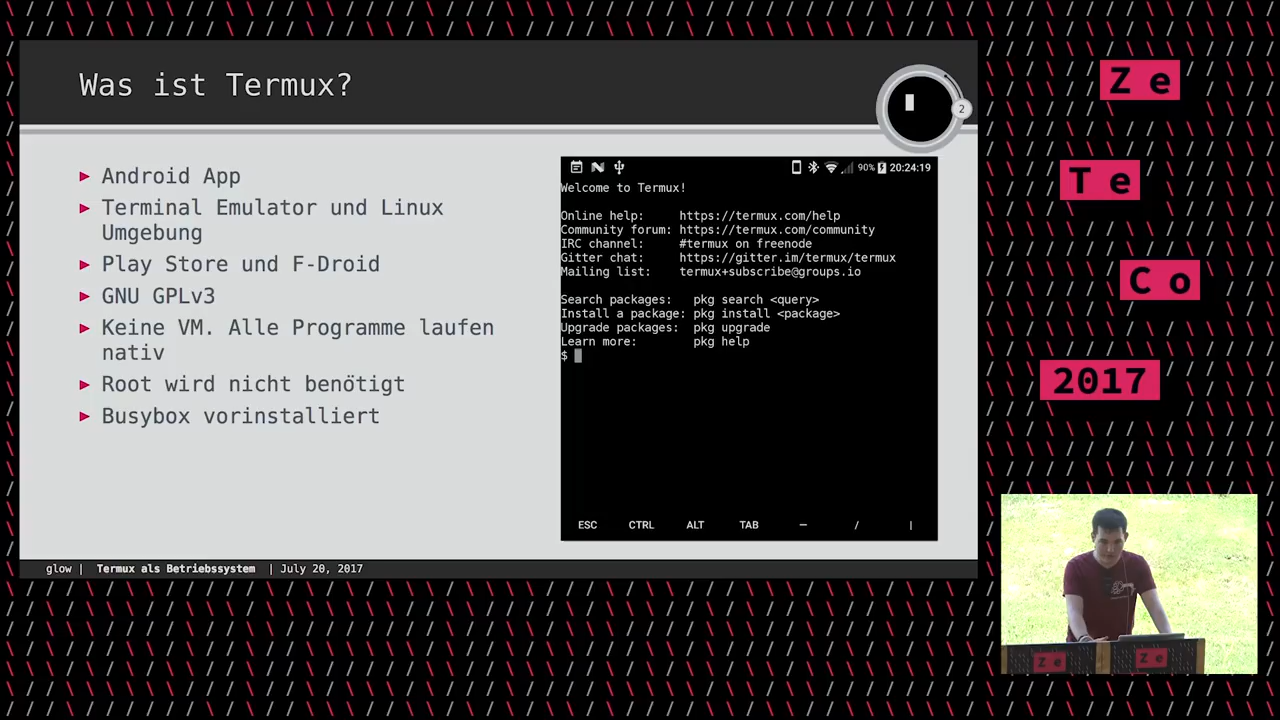 Was ist Termux?
2
Android App
Terminal Emulator und Linux
Umgebung
Play Store und F-Droid
GNU GPLv3
Keine VM. Alle Programme laufen
nativ
Root wird nicht benötigt
Busybox vorinstalliert
90% 20:24:19
Welcome to Termux!
Online help: https://termux.com/help
Community forum: https://termux.com/community
IRC channel: #termux on freenode
Gitter chat: https://gitter.im/termux/termux
Mailing list: termux+subscribe@groups.io
Search packages: pkg search <query>
Install a package: pkg install <package>
Upgrade packages: pkg upgrade
Learn more: pkg help
$
ESC CTRL ALT TAB — / |
glow | Termux als Betriebssystem | July 20, 2017
Z e
T e
C o
2017
Z e
Z e